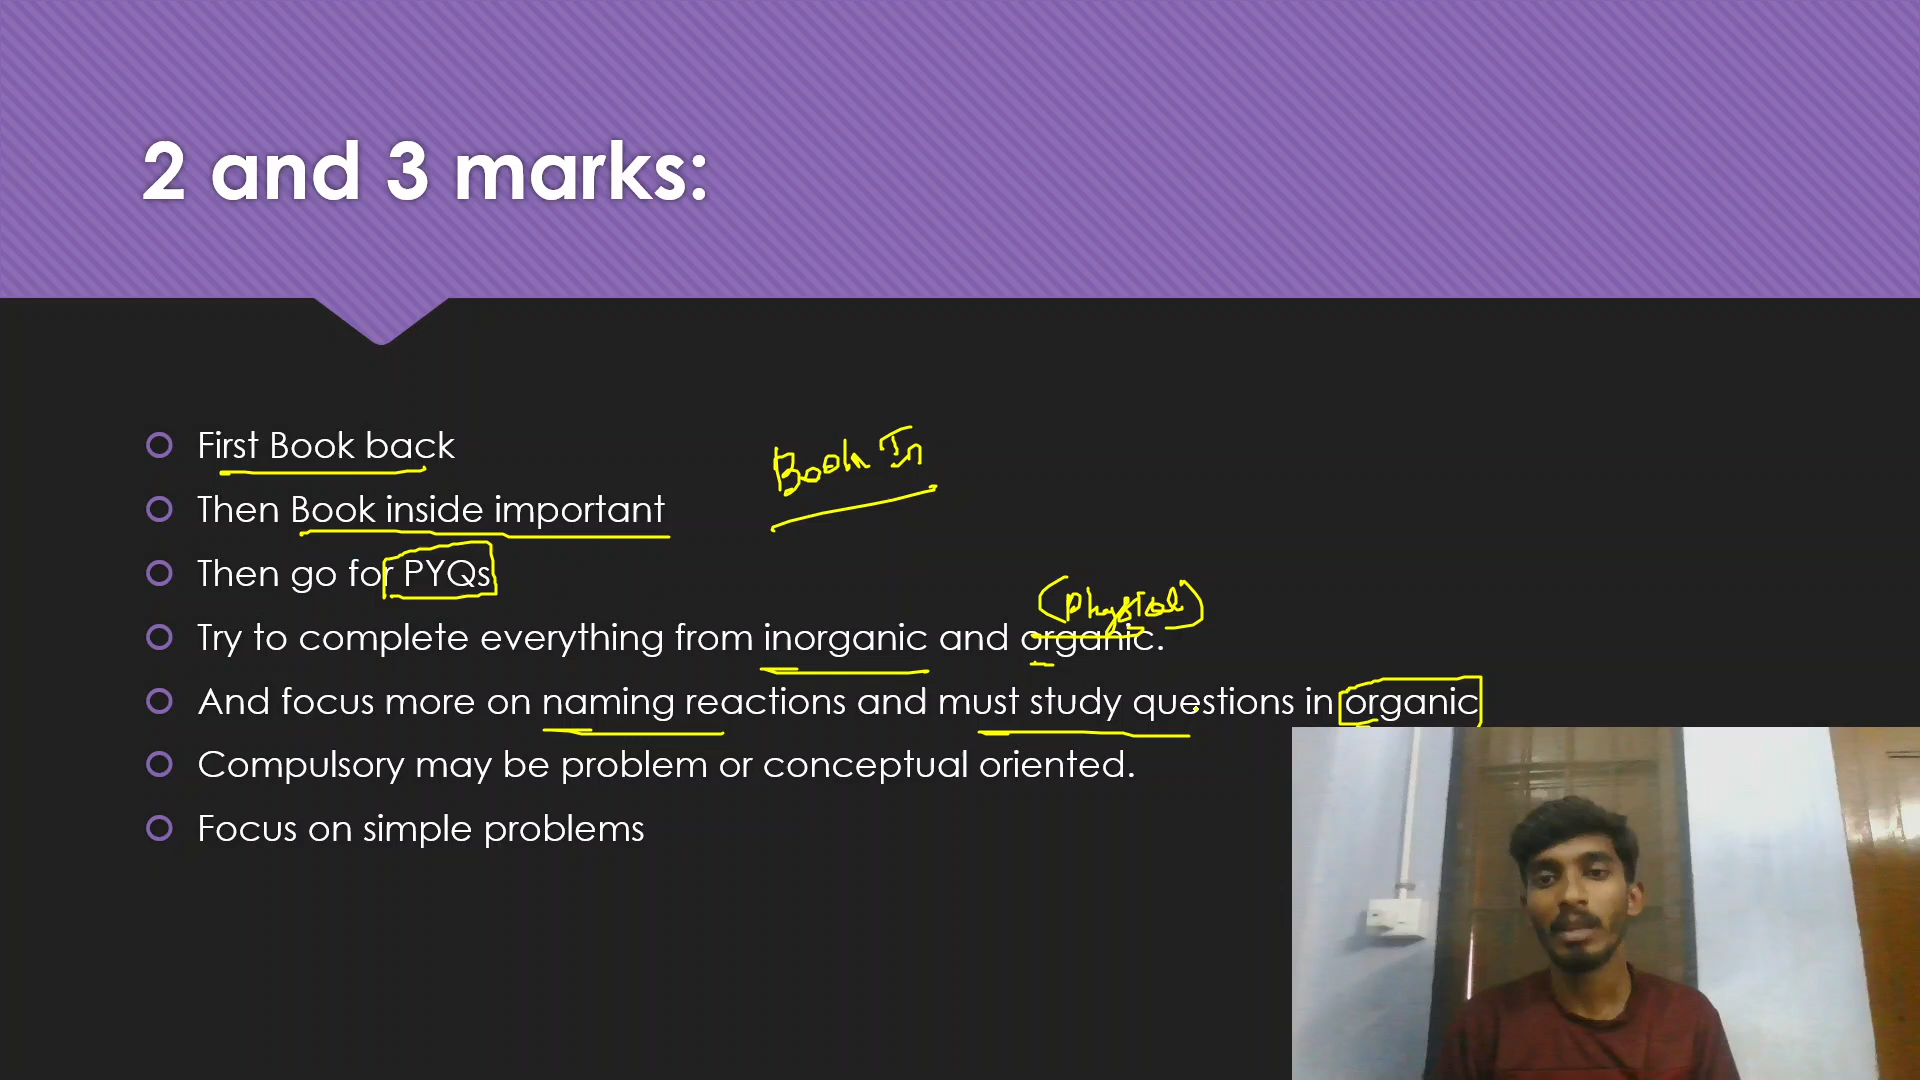 2 and 3 marks:
First Book back
Book In
Then Book inside important
Then go for PYQs
(Physical)
Try to complete everything from inorganic and organic.
And focus more on naming reactions and must study questions in organic
Compulsory may be problem or conceptual oriented.
Focus on simple problems